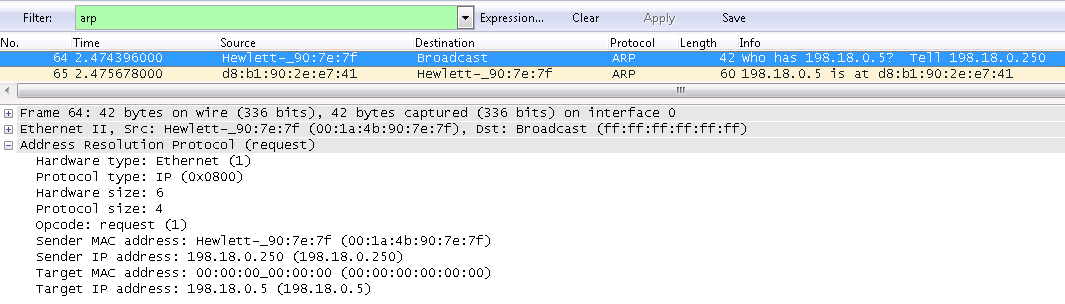 Filter: arp Expression... Clear Apply Save
No. Time Source Destination Protocol Length Info
64 2.474396000 Hewlett-_90:7e:7f Broadcast ARP 42 Who has 198.18.0.5? Tell 198.18.0.250
65 2.475678000 d8:b1:90:2e:e7:41 Hewlett-_90:7e:7f ARP 60 198.18.0.5 is at d8:b1:90:2e:e7:41
Frame 64: 42 bytes on wire (336 bits), 42 bytes captured (336 bits) on interface 0
Ethernet II, Src: Hewlett-_90:7e:7f (00:1a:4b:90:7e:7f), Dst: Broadcast (ff:ff:ff:ff:ff:ff)
Address Resolution Protocol (request)
Hardware type: Ethernet (1)
Protocol type: IP (0x0800)
Hardware size: 6
Protocol size: 4
Opcode: request (1)
Sender MAC address: Hewlett-_90:7e:7f (00:1a:4b:90:7e:7f)
Sender IP address: 198.18.0.250 (198.18.0.250)
Target MAC address: 00:00:00_00:00:00 (00:00:00:00:00:00)
Target IP address: 198.18.0.5 (198.18.0.5)